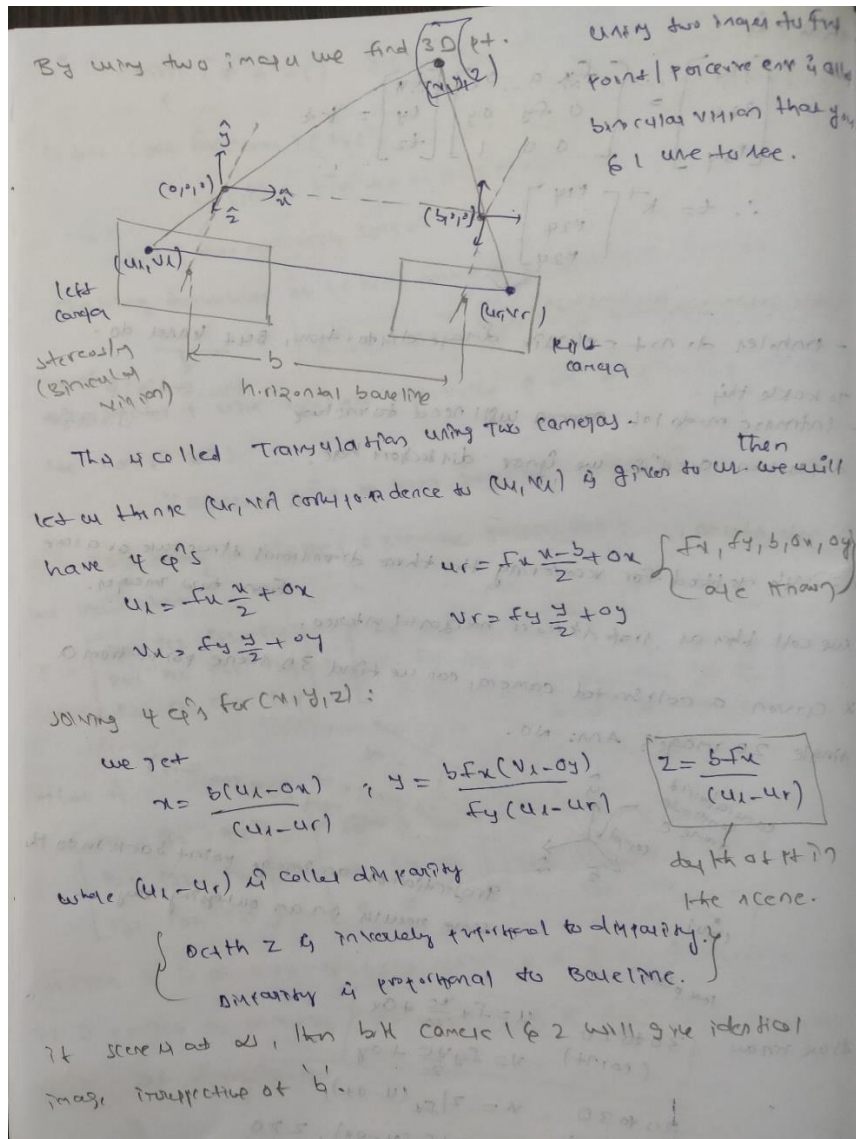 By using two images we find 3D pt.
(x,y,z)
using two images to find
point / perceive env is called
binocular vision that you
& I use to see.
ŷ
(0,0,0)
x̂
ẑ
(b,0,0)
(ul, vl)
left
camera
(ur, vr)
Right
camera
stereo
(Binocular
vision)
b
horizontal baseline
This is called Triangulation using Two cameras.
let us think (ur, vr) correspondence to (ul, vl) is given to us. then we will
have 4 eqⁿs
ul = fx x/z + ox
ur = fx x-b/z + ox
{ fx, fy, b, ox, oy
are known }
vl = fy y/z + oy
vr = fy y/z + oy
solving 4 eqⁿs for (x, y, z) :
we get
x = b(ul-ox)/(ul-ur) ; y = bfx(vl-oy)/fy(ul-ur)
z = bfx/(ul-ur)
depth of pt in
the scene.
where (ul-ur) is called disparity
{ Depth z is inversely proportional to disparity.
Disparity is proportional to Baseline. }
if scene is at ∞, then both camera 1 & 2 will give identical
image irrespective of 'b'.